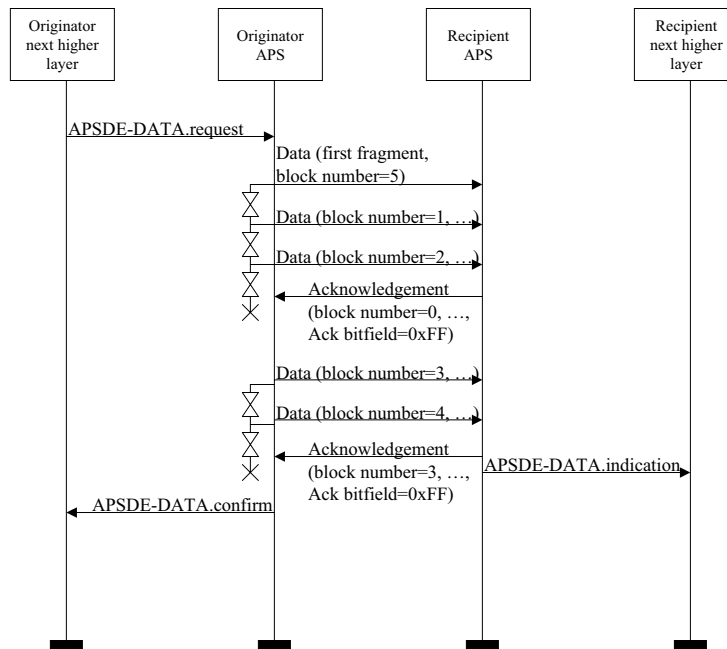 Originator
next higher
layer
Originator
APS
Recipient
APS
Recipient
next higher
layer
APSDE-DATA.request
Data (first fragment,
block number=5)
Data (block number=1, …)
Data (block number=2, …)
Acknowledgement
(block number=0, …,
Ack bitfield=0xFF)
Data (block number=3, …)
Data (block number=4, …)
Acknowledgement
(block number=3, …,
Ack bitfield=0xFF)
APSDE-DATA.indication
APSDE-DATA.confirm